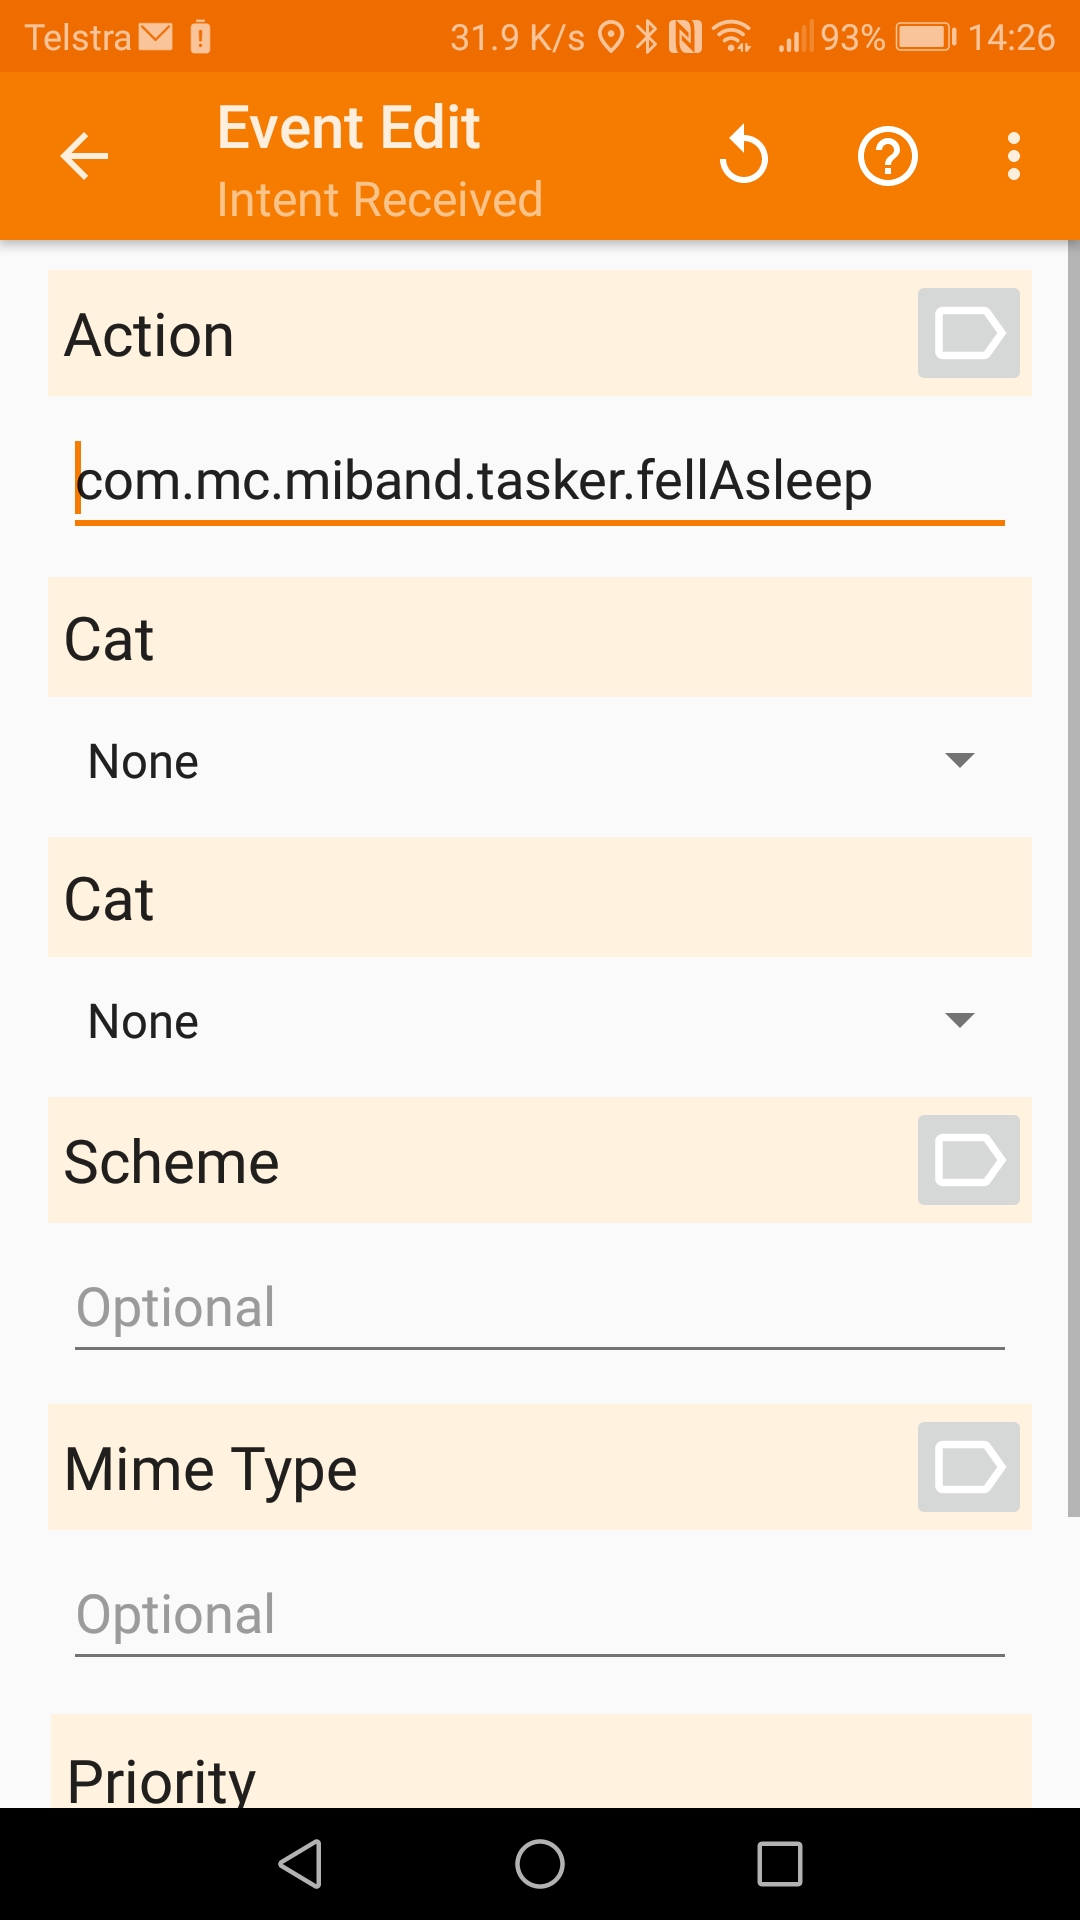 Telstra 31.9 K/s 93% 14:26
Event Edit
Intent Received
Action
com.mc.miband.tasker.fellAsleep
Cat
None
Cat
None
Scheme
Optional
Mime Type
Optional
Priority